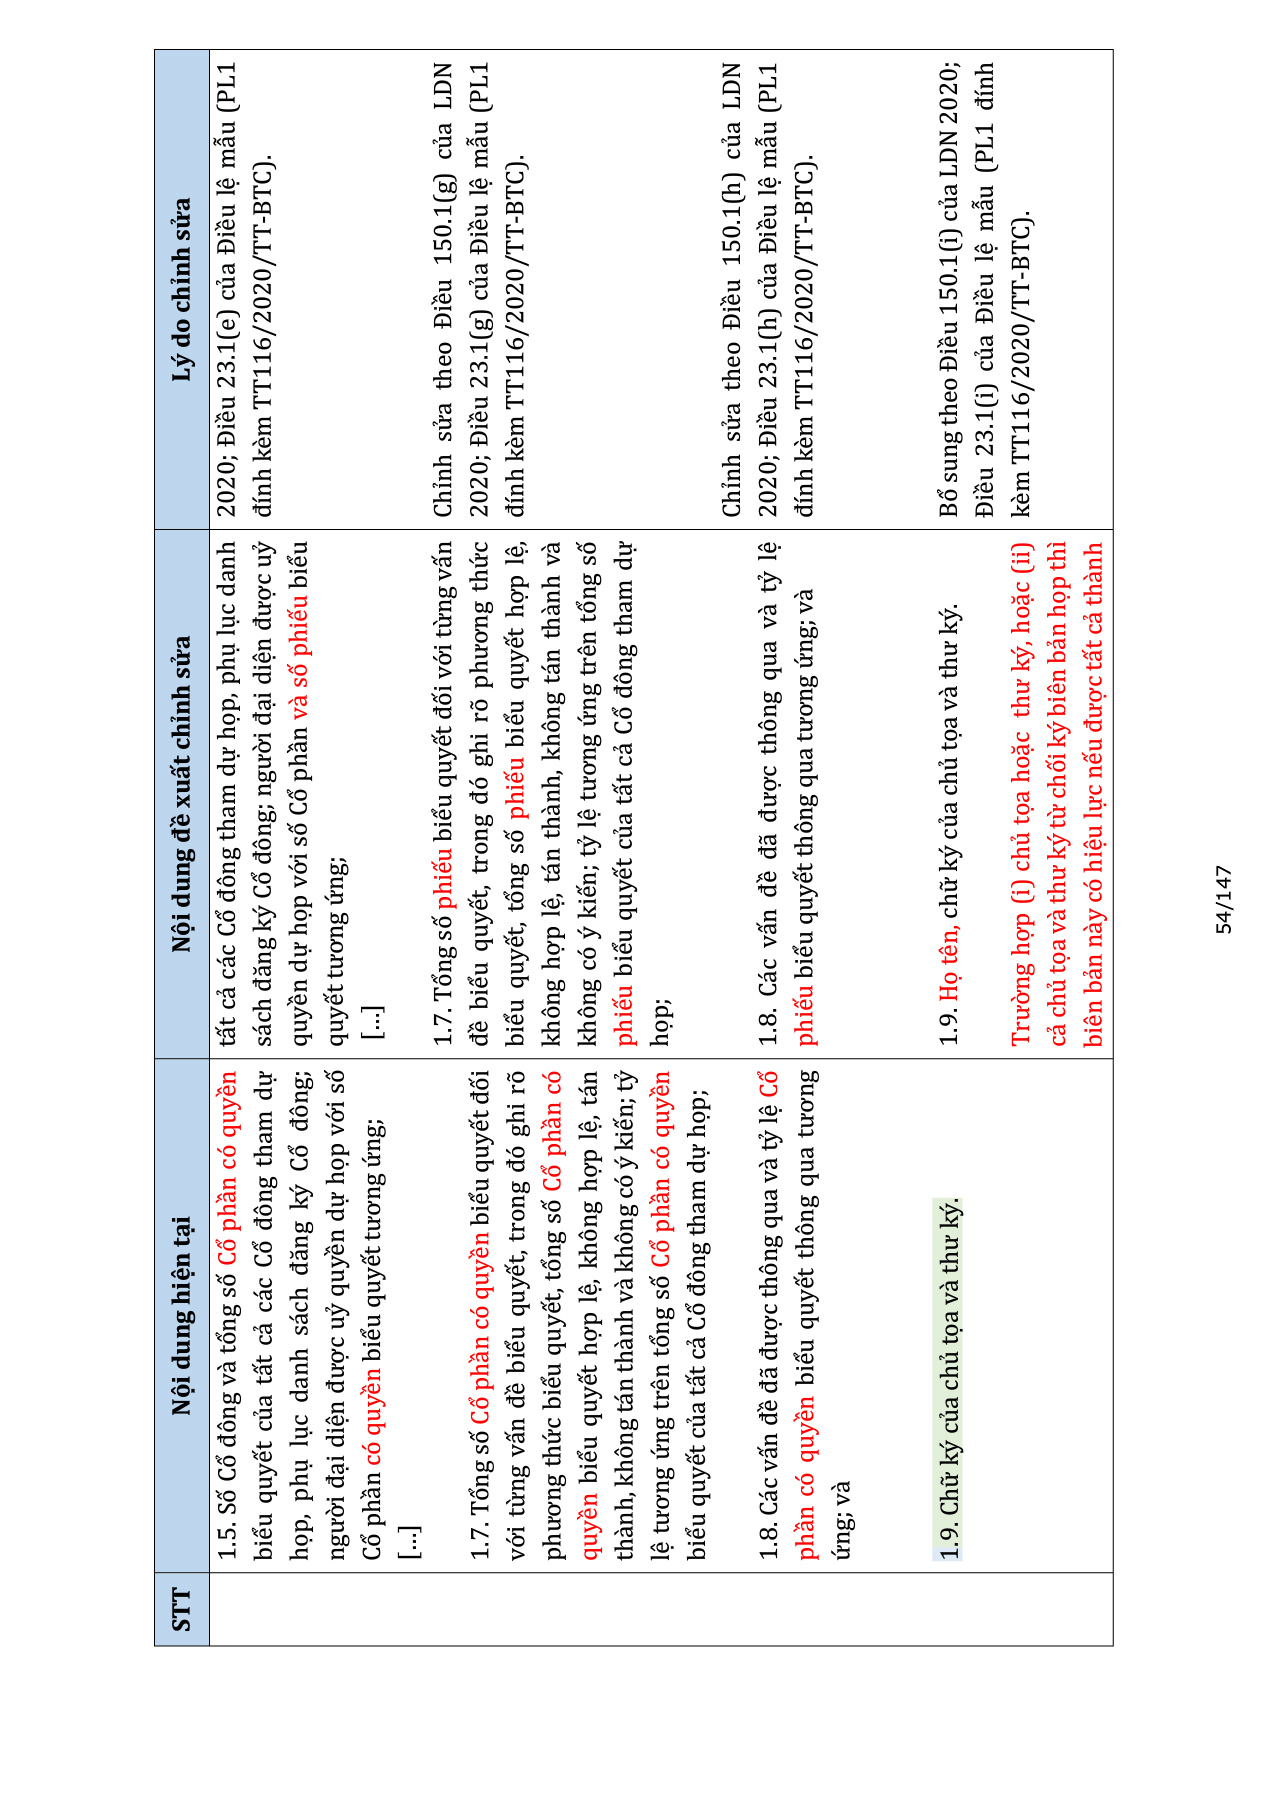 STT
Nội dung hiện tại
Nội dung đề xuất chỉnh sửa
Lý do chỉnh sửa
1.5. Số Cổ đông và tổng số Cổ phần có quyền
biểu quyết của tất cả các Cổ đông tham dự
họp, phụ lục danh sách đăng ký Cổ đông;
người đại diện được uỷ quyền dự họp với số
Cổ phần có quyền biểu quyết tương ứng;
[...]
1.7. Tổng số Cổ phần có quyền biểu quyết đối
với từng vấn đề biểu quyết, trong đó ghi rõ
phương thức biểu quyết, tổng số Cổ phần có
quyền biểu quyết hợp lệ, không hợp lệ, tán
thành, không tán thành và không có ý kiến; tỷ
lệ tương ứng trên tổng số Cổ phần có quyền
biểu quyết của tất cả Cổ đông tham dự họp;
1.8. Các vấn đề đã được thông qua và tỷ lệ Cổ
phần có quyền biểu quyết thông qua tương
ứng; và
1.9. Chữ ký của chủ tọa và thư ký.
tất cả các Cổ đông tham dự họp, phụ lục danh
sách đăng ký Cổ đông; người đại diện được uỷ
quyền dự họp với số Cổ phần và số phiếu biểu
quyết tương ứng;
[...]
1.7. Tổng số phiếu biểu quyết đối với từng vấn
đề biểu quyết, trong đó ghi rõ phương thức
biểu quyết, tổng số phiếu biểu quyết hợp lệ,
không hợp lệ, tán thành, không tán thành và
không có ý kiến; tỷ lệ tương ứng trên tổng số
phiếu biểu quyết của tất cả Cổ đông tham dự
họp;
1.8. Các vấn đề đã được thông qua và tỷ lệ
phiếu biểu quyết thông qua tương ứng; và
1.9. Họ tên, chữ ký của chủ tọa và thư ký.
Trường hợp (i) chủ tọa hoặc thư ký, hoặc (ii)
cả chủ tọa và thư ký từ chối ký biên bản họp thì
biên bản này có hiệu lực nếu được tất cả thành
2020; Điều 23.1(e) của Điều lệ mẫu (PL1
đính kèm TT116/2020/TT-BTC).
Chỉnh sửa theo Điều 150.1(g) của LDN
2020; Điều 23.1(g) của Điều lệ mẫu (PL1
đính kèm TT116/2020/TT-BTC).
Chỉnh sửa theo Điều 150.1(h) của LDN
2020; Điều 23.1(h) của Điều lệ mẫu (PL1
đính kèm TT116/2020/TT-BTC).
Bổ sung theo Điều 150.1(i) của LDN 2020;
Điều 23.1(i) của Điều lệ mẫu (PL1 đính
kèm TT116/2020/TT-BTC).
54/147